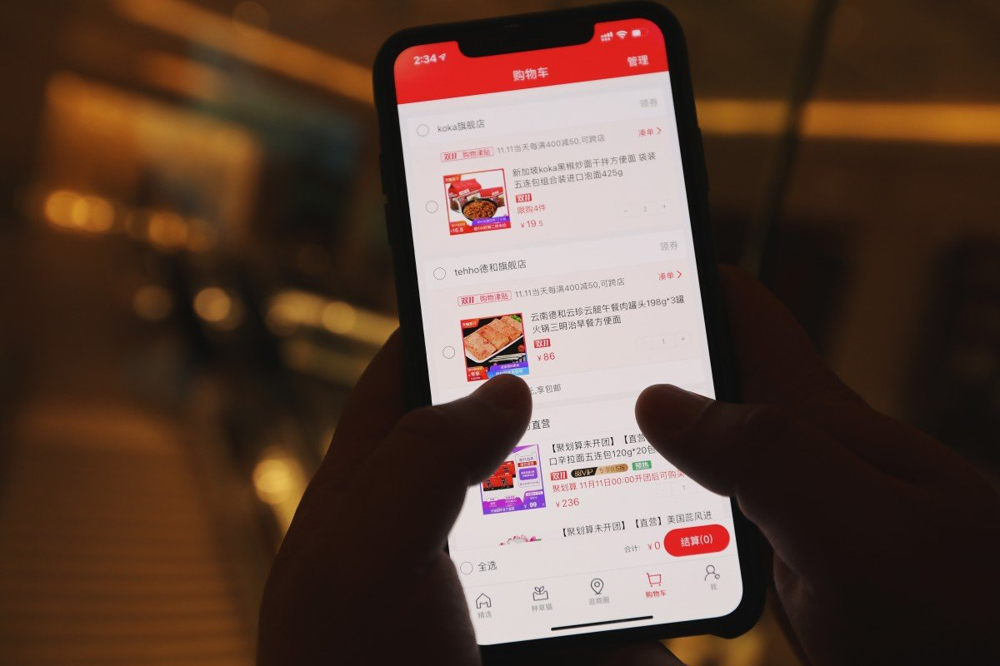 2:34
购物车
管理
koka旗舰店
领券
双11 购物津贴 11.11当天每满400减50,可跨店
凑单
新加坡koka黑椒炒面干拌方便面 袋装
五连包组合装进口泡面425g
双11
限购4件
¥19.5
− 2 +
16.8
tehho德和旗舰店
领券
双11 购物津贴 11.11当天每满400减50,可跨店
凑单
云南德和云珍云腿午餐肉罐头198g*3罐
火锅三明治早餐方便面
双11
¥86
− 1 +
元,享包邮
直营
【聚划算未开团】【直营
口辛拉面五连包120g*20包
双11 88VIP 专享9.5折 预热
聚划算 11月11日00:00开团后可购买
¥236
− 1
¥ 99
【聚划算未开团】【直营】美国蕊风进
全选
合计: ¥0
结算(0)
精选
种草猫
逛商圈
购物车
我